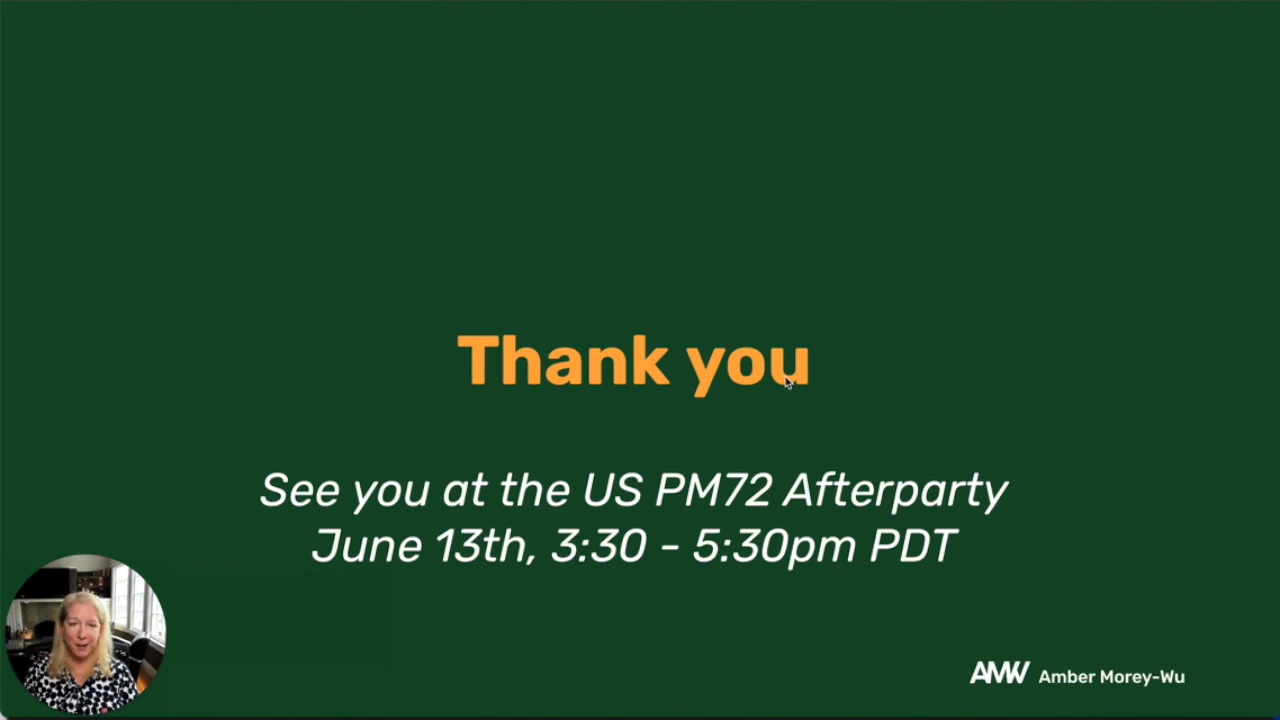 Thank you
See you at the US PM72 Afterparty
June 13th, 3:30 - 5:30pm PDT
AMW Amber Morey-Wu